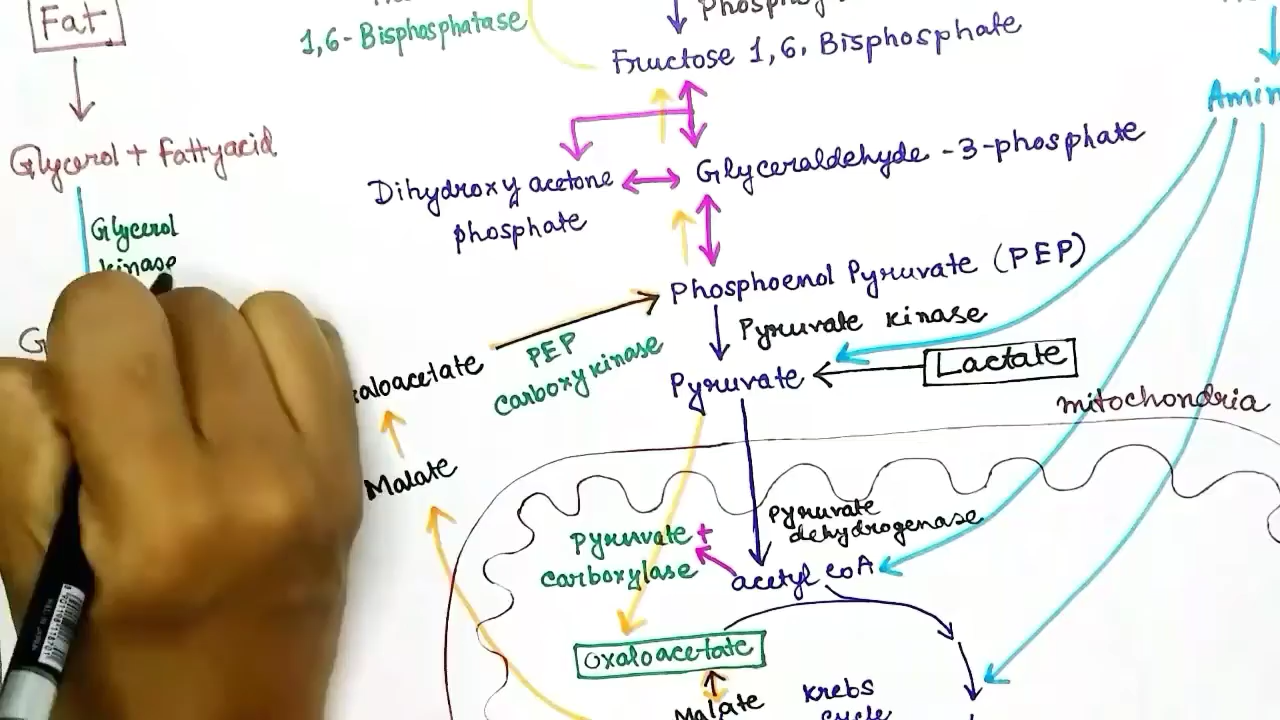 Fat
1,6-Bisphosphatase
Fructose 1,6, Bisphosphate
Glycerol + Fattyacid
Dihydroxy acetone
phosphate
Glyceraldehyde -3-phosphate
Glycerol
kinase
Phosphoenol Pyruvate (PEP)
Pyruvate kinase
PEP
carboxykinase
Pyruvate
Lactate
mitochondria
Malate
pyruvate +
carboxylase
pyruvate
dehydrogenase
acetyl coA
oxaloacetate
Malate
Krebs
cycle